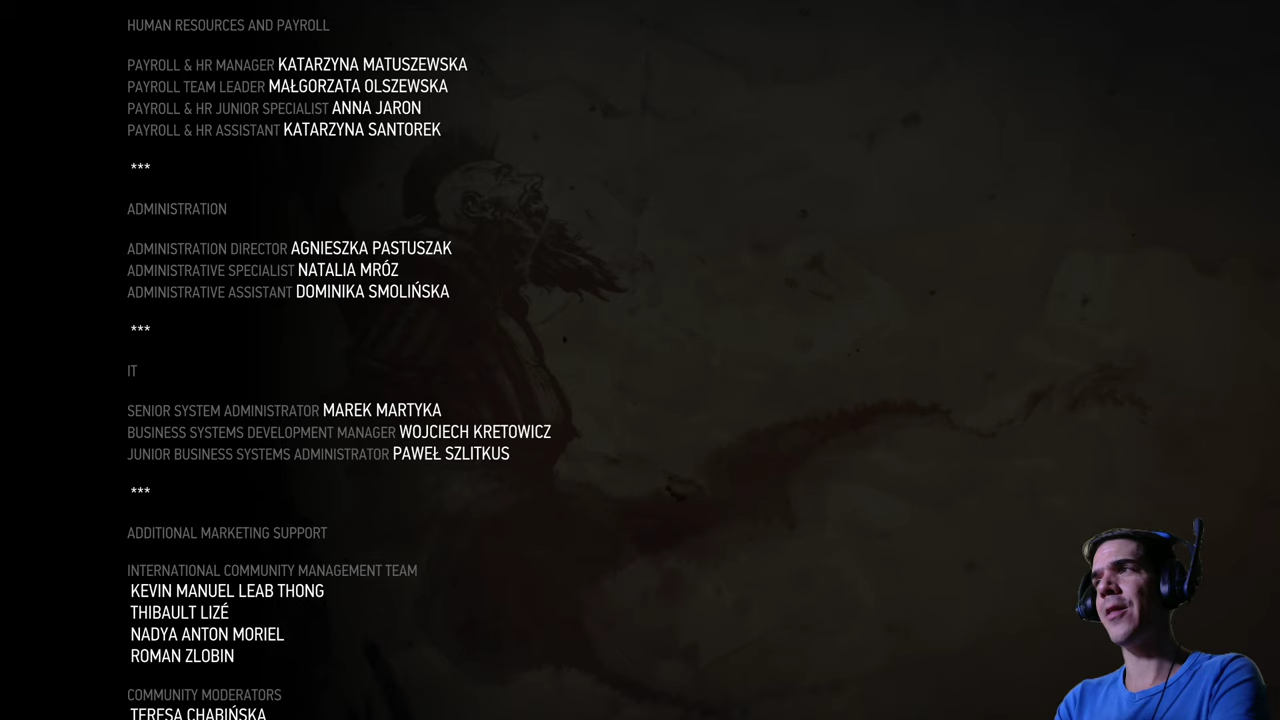 HUMAN RESOURCES AND PAYROLL
PAYROLL & HR MANAGER KATARZYNA MATUSZEWSKA
PAYROLL TEAM LEADER MAŁGORZATA OLSZEWSKA
PAYROLL & HR JUNIOR SPECIALIST ANNA JARON
PAYROLL & HR ASSISTANT KATARZYNA SANTOREK
***
ADMINISTRATION
ADMINISTRATION DIRECTOR AGNIESZKA PASTUSZAK
ADMINISTRATIVE SPECIALIST NATALIA MRÓZ
ADMINISTRATIVE ASSISTANT DOMINIKA SMOLIŃSKA
***
IT
SENIOR SYSTEM ADMINISTRATOR MAREK MARTYKA
BUSINESS SYSTEMS DEVELOPMENT MANAGER WOJCIECH KRETOWICZ
JUNIOR BUSINESS SYSTEMS ADMINISTRATOR PAWEŁ SZLITKUS
***
ADDITIONAL MARKETING SUPPORT
INTERNATIONAL COMMUNITY MANAGEMENT TEAM
KEVIN MANUEL LEAB THONG
THIBAULT LIZÉ
NADYA ANTON MORIEL
ROMAN ZLOBIN
COMMUNITY MODERATORS
TERESA CHABIŃSKA